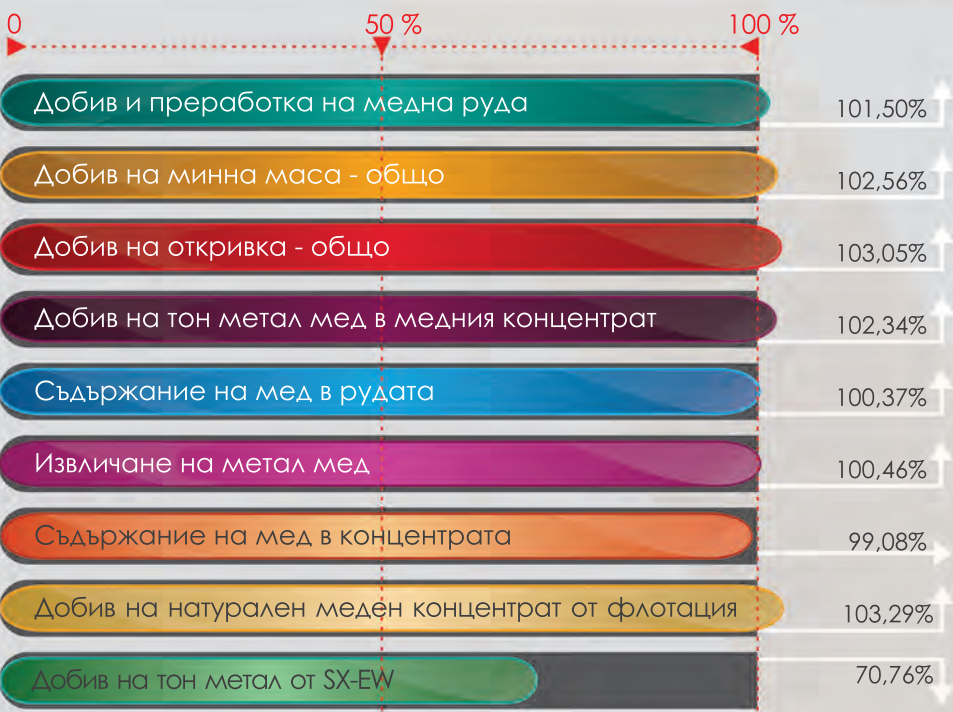 0 50 % 100 %
Добив и преработка на медна руда 101,50%
Добив на минна маса - общо 102,56%
Добив на откривка - общо 103,05%
Добив на тон метал мед в медния концентрат 102,34%
Съдържание на мед в рудата 100,37%
Извличане на метал мед 100,46%
Съдържание на мед в концентрата 99,08%
Добив на натурален меден концентрат от флотация 103,29%
Добив на тон метал от SX-EW 70,76%